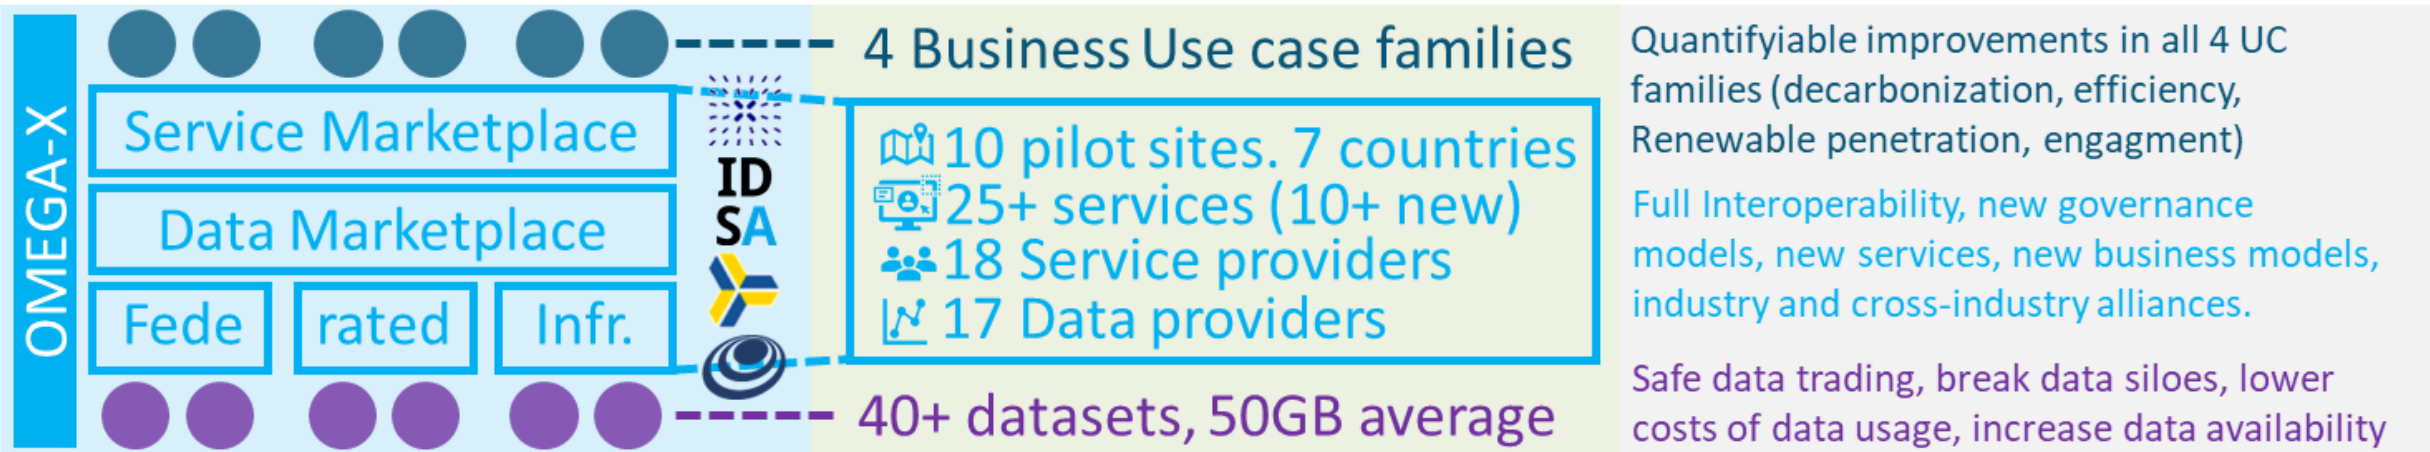 OMEGA-X
Service Marketplace
Data Marketplace
Fede rated Infr.
ID
SA
4 Business Use case families
10 pilot sites. 7 countries
25+ services (10+ new)
18 Service providers
17 Data providers
40+ datasets, 50GB average
Quantifyiable improvements in all 4 UC
families (decarbonization, efficiency,
Renewable penetration, engagment)
Full Interoperability, new governance
models, new services, new business models,
industry and cross-industry alliances.
Safe data trading, break data siloes, lower
costs of data usage, increase data availability